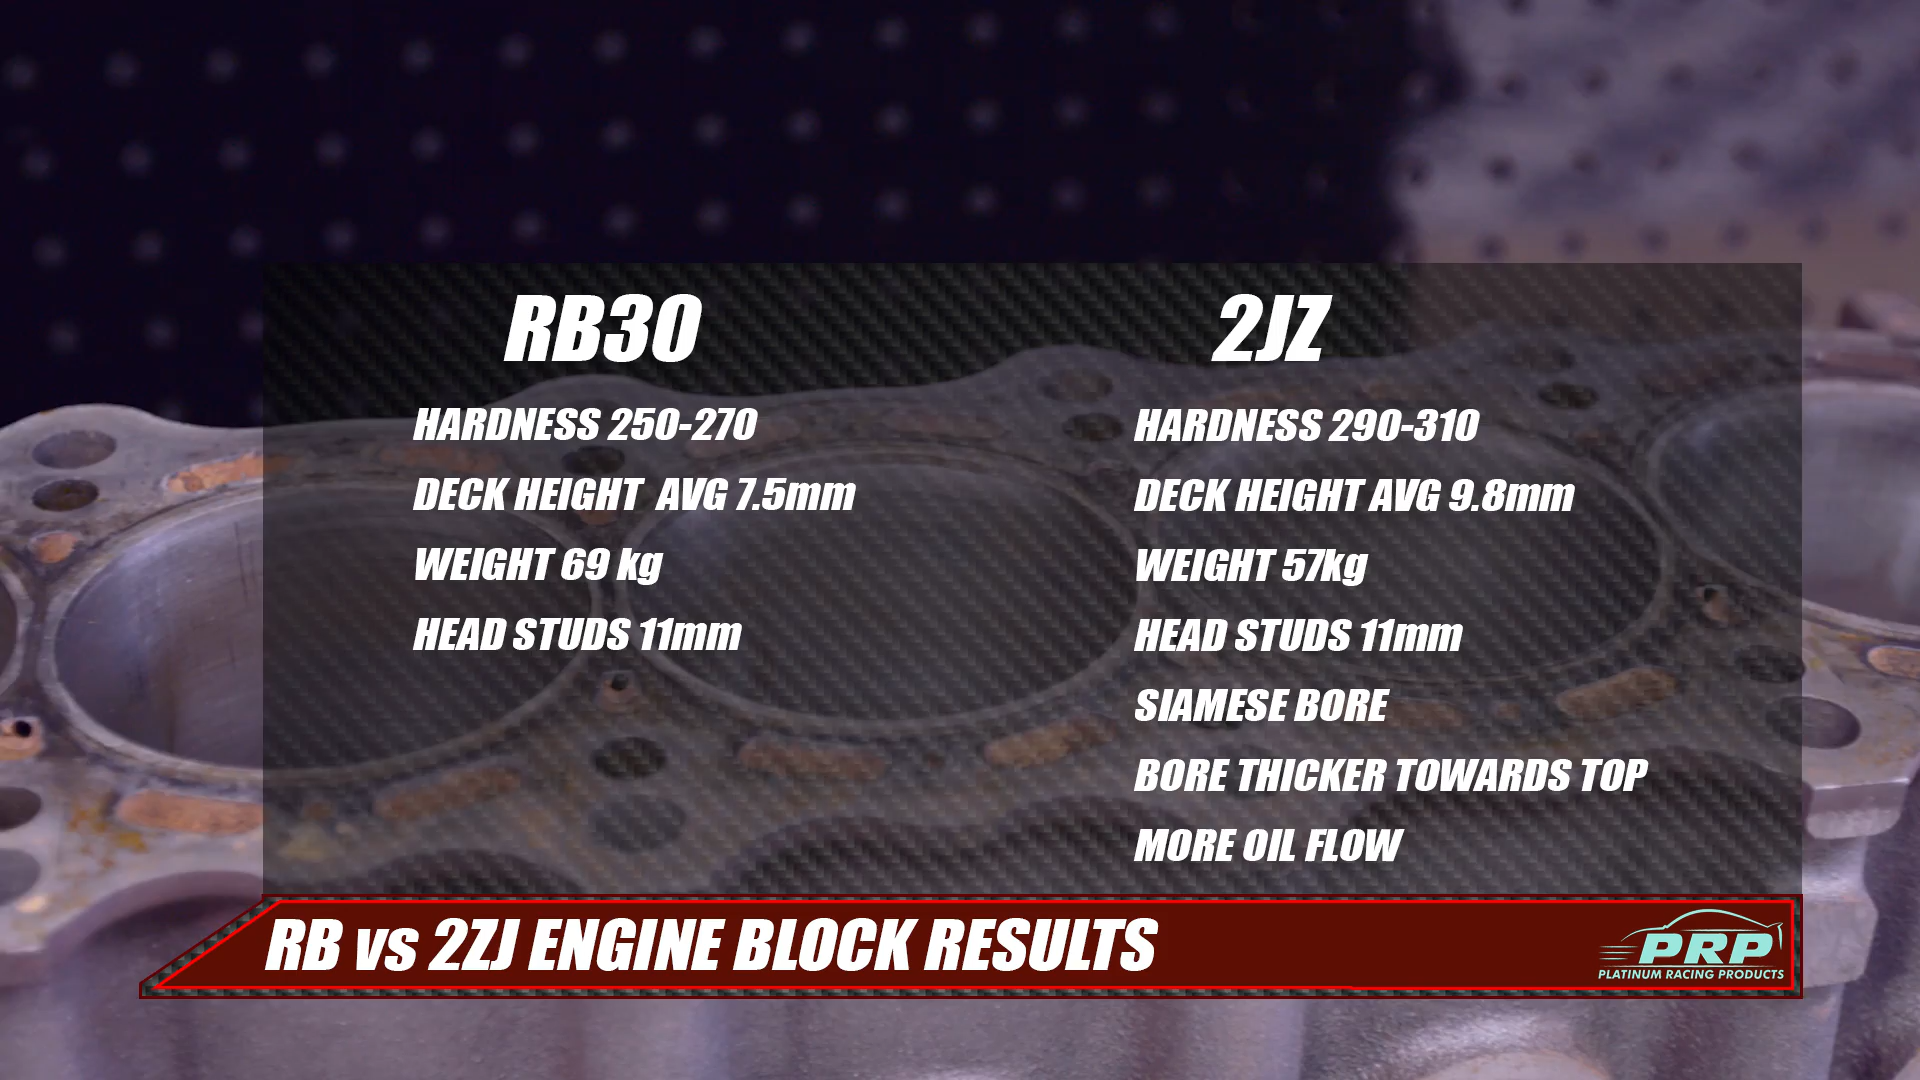 RB30
HARDNESS 250-270
DECK HEIGHT  AVG 7.5mm
WEIGHT 69 kg
HEAD STUDS 11mm
2JZ
HARDNESS 290-310
DECK HEIGHT AVG 9.8mm
WEIGHT 57kg
HEAD STUDS 11mm
SIAMESE BORE
BORE THICKER TOWARDS TOP
MORE OIL FLOW
RB vs 2ZJ ENGINE BLOCK RESULTS
PRP
PLATINUM RACING PRODUCTS